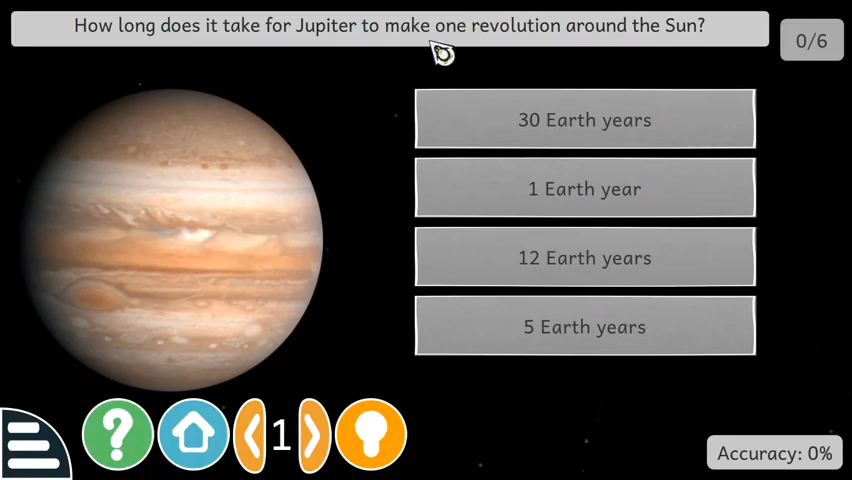 How long does it take for Jupiter to make one revolution around the Sun?
0/6
30 Earth years
1 Earth year
12 Earth years
5 Earth years
?
1
Accuracy: 0%